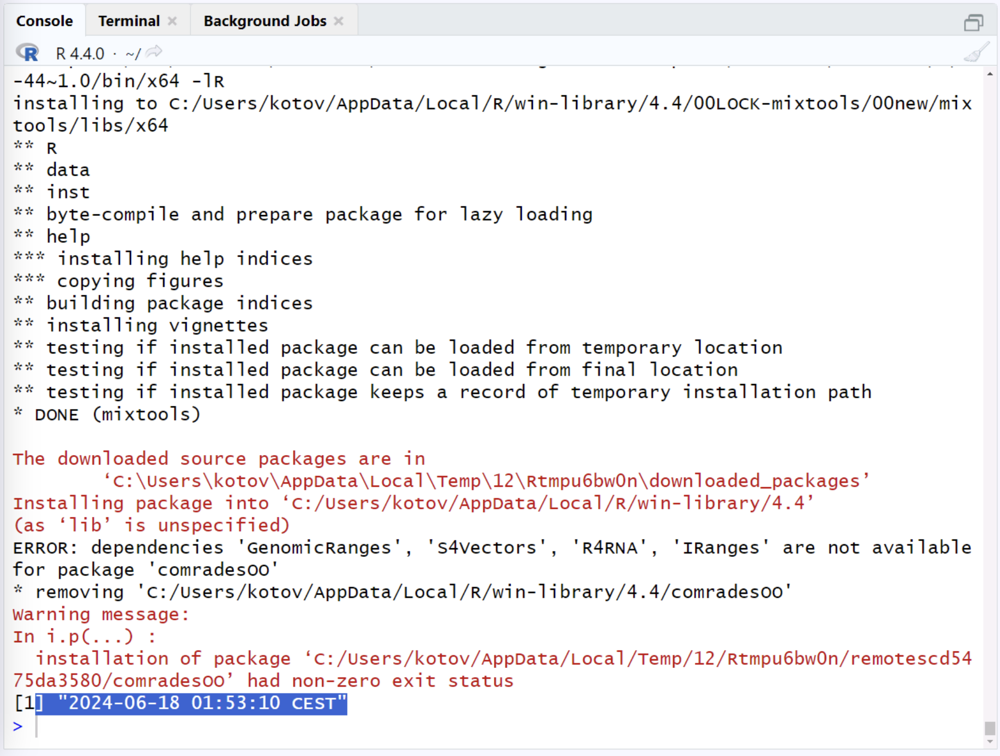 Console
Terminal
Background Jobs
R 4.4.0 · ~/
-44~1.0/bin/x64 -lR
installing to C:/Users/kotov/AppData/Local/R/win-library/4.4/00LOCK-mixtools/00new/mix
tools/libs/x64
** R
** data
** inst
** byte-compile and prepare package for lazy loading
** help
*** installing help indices
*** copying figures
** building package indices
** installing vignettes
** testing if installed package can be loaded from temporary location
** testing if installed package can be loaded from final location
** testing if installed package keeps a record of temporary installation path
* DONE (mixtools)
The downloaded source packages are in
‘C:\Users\kotov\AppData\Local\Temp\12\Rtmpu6bw0n\downloaded_packages’
Installing package into ‘C:/Users/kotov/AppData/Local/R/win-library/4.4’
(as ‘lib’ is unspecified)
ERROR: dependencies 'GenomicRanges', 'S4Vectors', 'R4RNA', 'IRanges' are not available
for package 'comradesOO'
* removing 'C:/Users/kotov/AppData/Local/R/win-library/4.4/comradesOO'
Warning message:
In i.p(...) :
installation of package ‘C:/Users/kotov/AppData/Local/Temp/12/Rtmpu6bw0n/remotescd54
75da3580/comradesOO’ had non-zero exit status
[1] "2024-06-18 01:53:10 CEST"
>